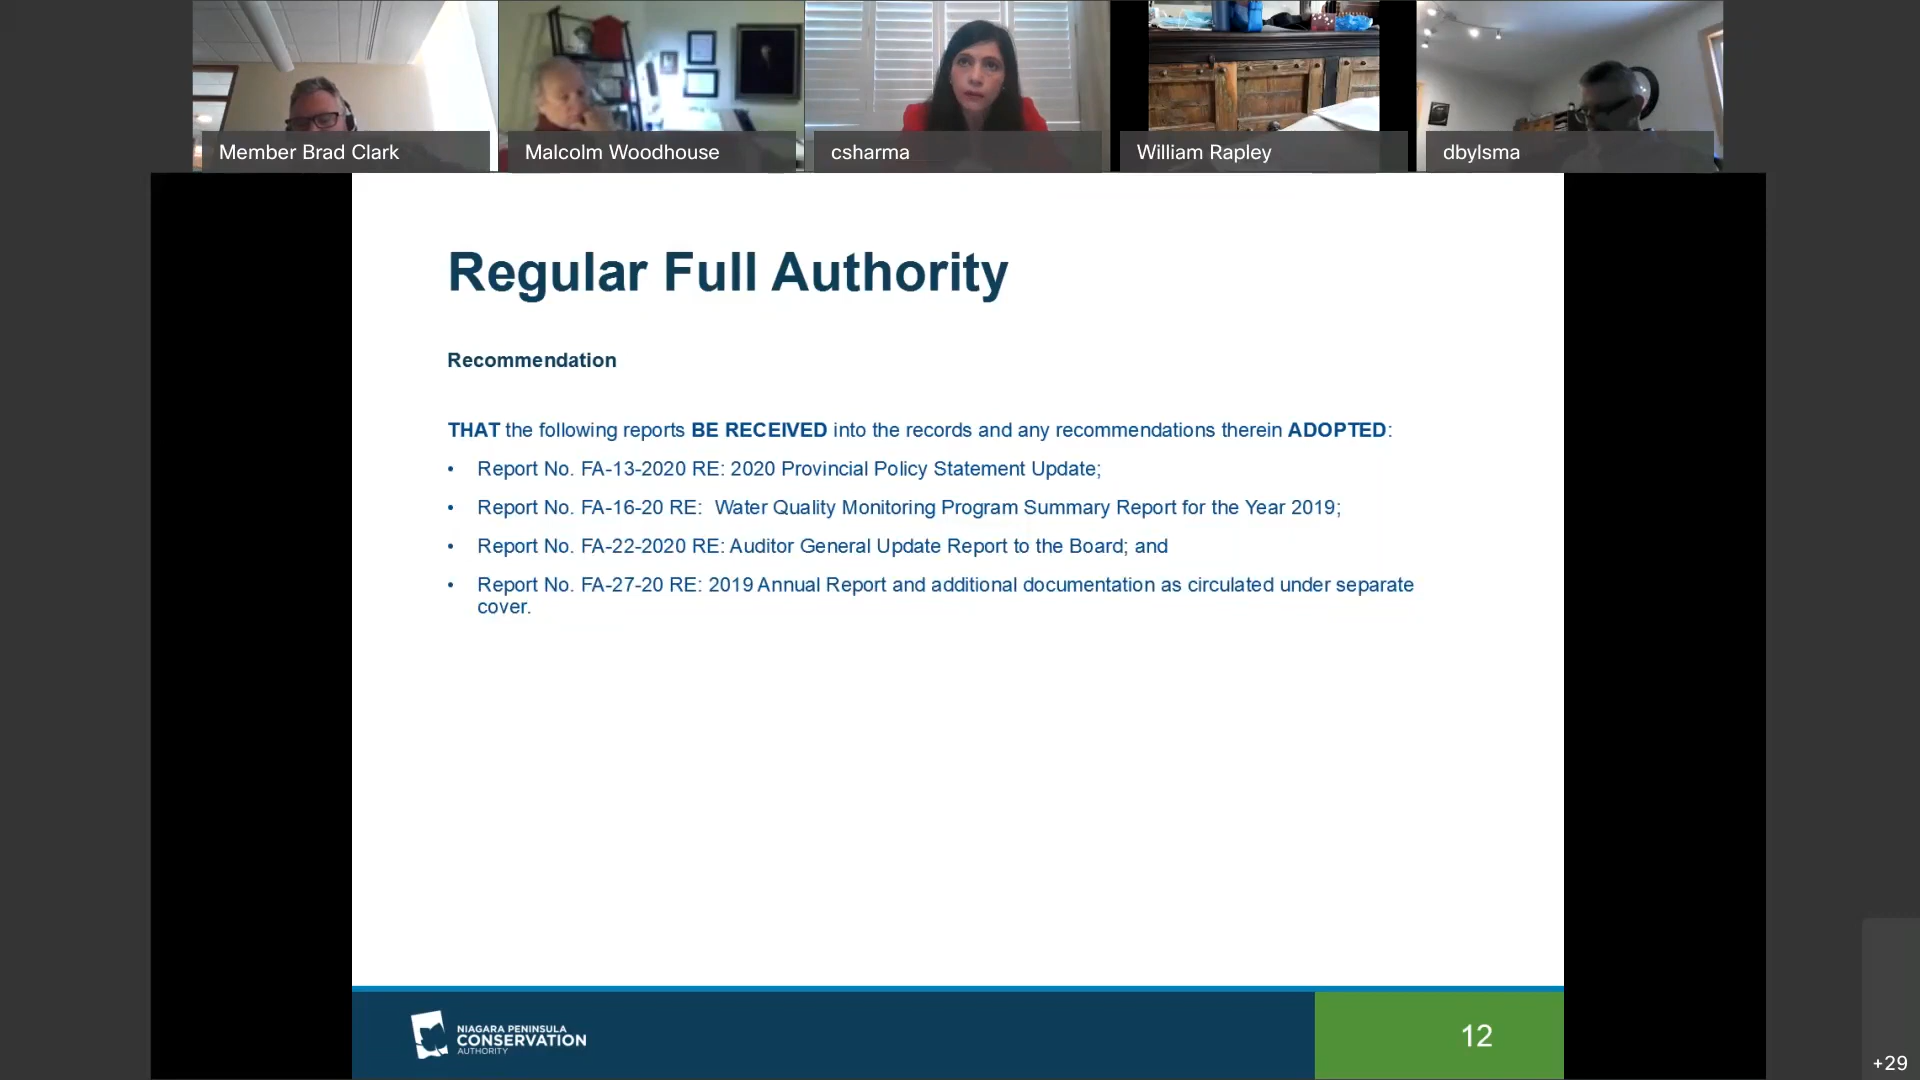 Member Brad Clark
Malcolm Woodhouse
csharma
William Rapley
dbylsma
Regular Full Authority
Recommendation
THAT the following reports BE RECEIVED into the records and any recommendations therein ADOPTED:
• Report No. FA-13-2020 RE: 2020 Provincial Policy Statement Update;
• Report No. FA-16-20 RE:  Water Quality Monitoring Program Summary Report for the Year 2019;
• Report No. FA-22-2020 RE: Auditor General Update Report to the Board; and
• Report No. FA-27-20 RE: 2019 Annual Report and additional documentation as circulated under separate
cover.
NIAGARA PENINSULA
CONSERVATION
AUTHORITY
12
+29